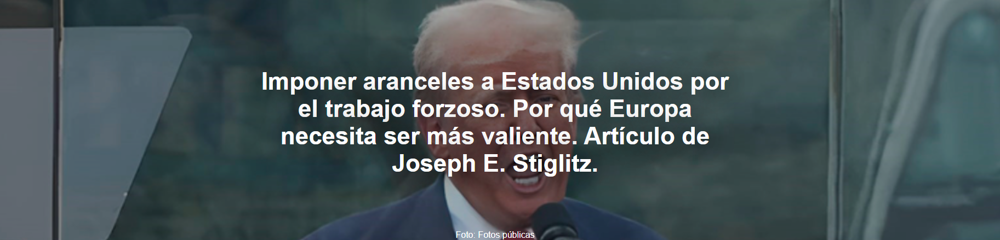 Imponer aranceles a Estados Unidos por
el trabajo forzoso. Por qué Europa
necesita ser más valiente. Artículo de
Joseph E. Stiglitz.
Foto: Fotos públicas